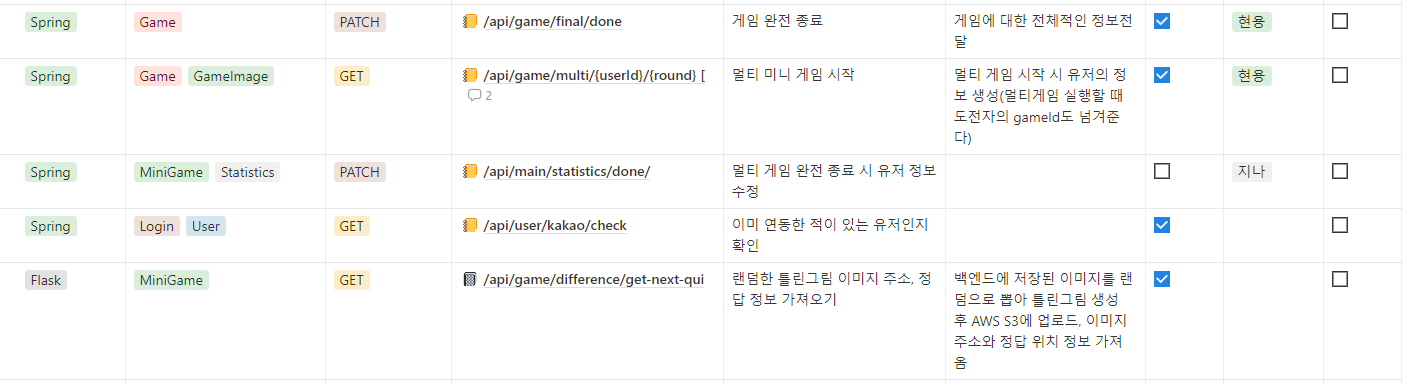 Spring Game PATCH /api/game/final/done 게임 완전 종료 게임에 대한 전체적인 정보전 현용
달
Spring Game GameImage GET /api/game/multi/{userId}/{round} [ 멀티 미니 게임 시작 멀티 게임 시작 시 유저의 정 현용
2 보 생성(멀티게임 실행할 때
도전자의 gameId도 넘겨준
다)
Spring MiniGame Statistics PATCH /api/main/statistics/done/ 멀티 게임 완전 종료 시 유저 정보 지나
수정
Spring Login User GET /api/user/kakao/check 이미 연동한 적이 있는 유저인지
확인
Flask MiniGame GET /api/game/difference/get-next-qui 랜덤한 틀린그림 이미지 주소, 정 백엔드에 저장된 이미지를 랜
답 정보 가져오기 덤으로 뽑아 틀린그림 생성
후 AWS S3에 업로드, 이미지
주소와 정답 위치 정보 가져
옴